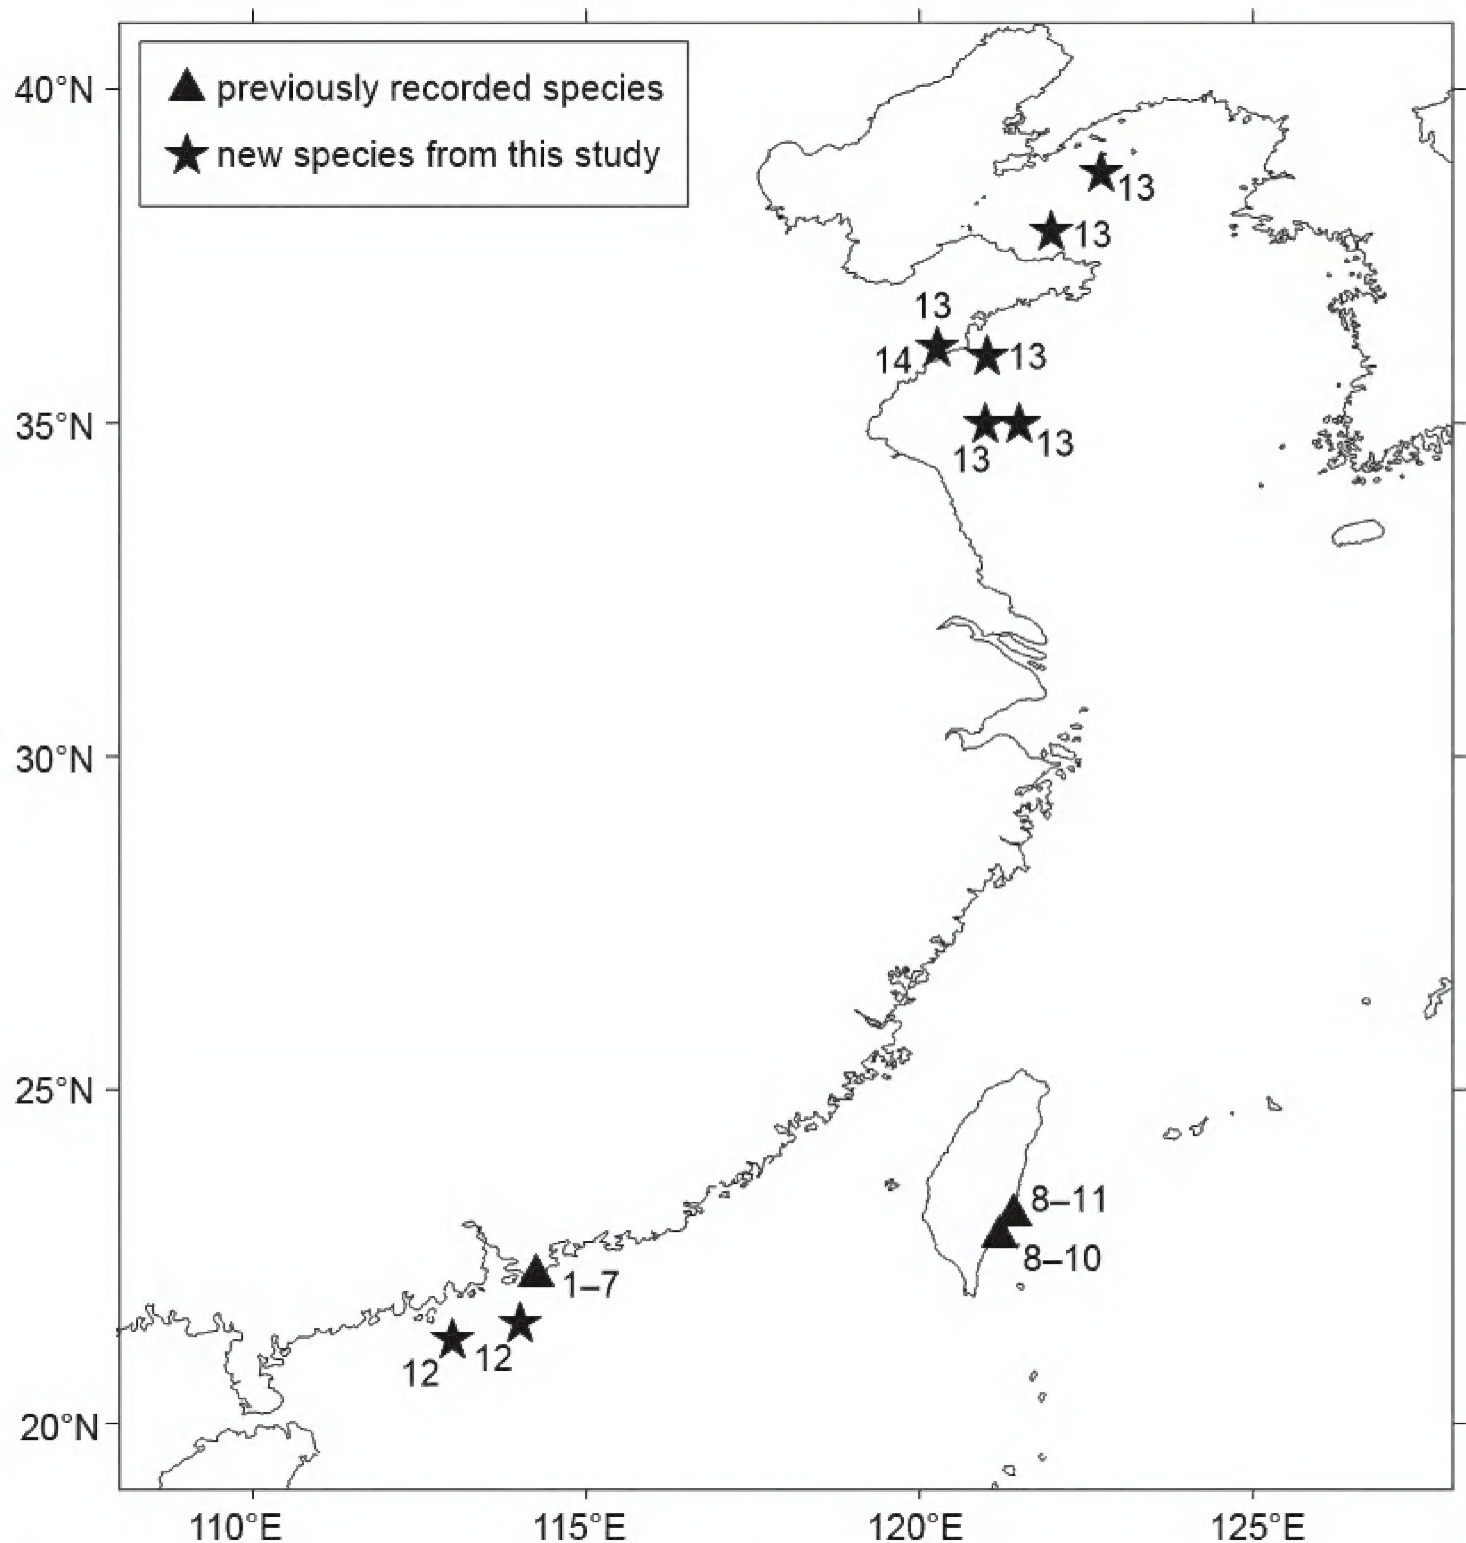 previously recorded species
new species from this study
40°N
13
13
13
14
13
35°N
13
13
30°N
25°N
8–11
8–10
1–7
12
12
20°N
110°E
115°E
120°E
125°E